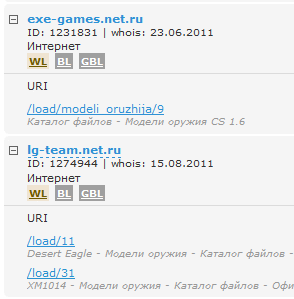 exe-games.net.ru
ID: 1231831 | whois: 23.06.2011
Интернет
WL BL GBL
URI
/load/modeli_oruzhija/9
Каталог файлов - Модели оружия CS 1.6
lg-team.net.ru
ID: 1274944 | whois: 15.08.2011
Интернет
WL BL GBL
URI
/load/11
Desert Eagle - Модели оружия - Каталог файлов -
/load/31
XM1014 - Модели оружия - Каталог файлов - Офи